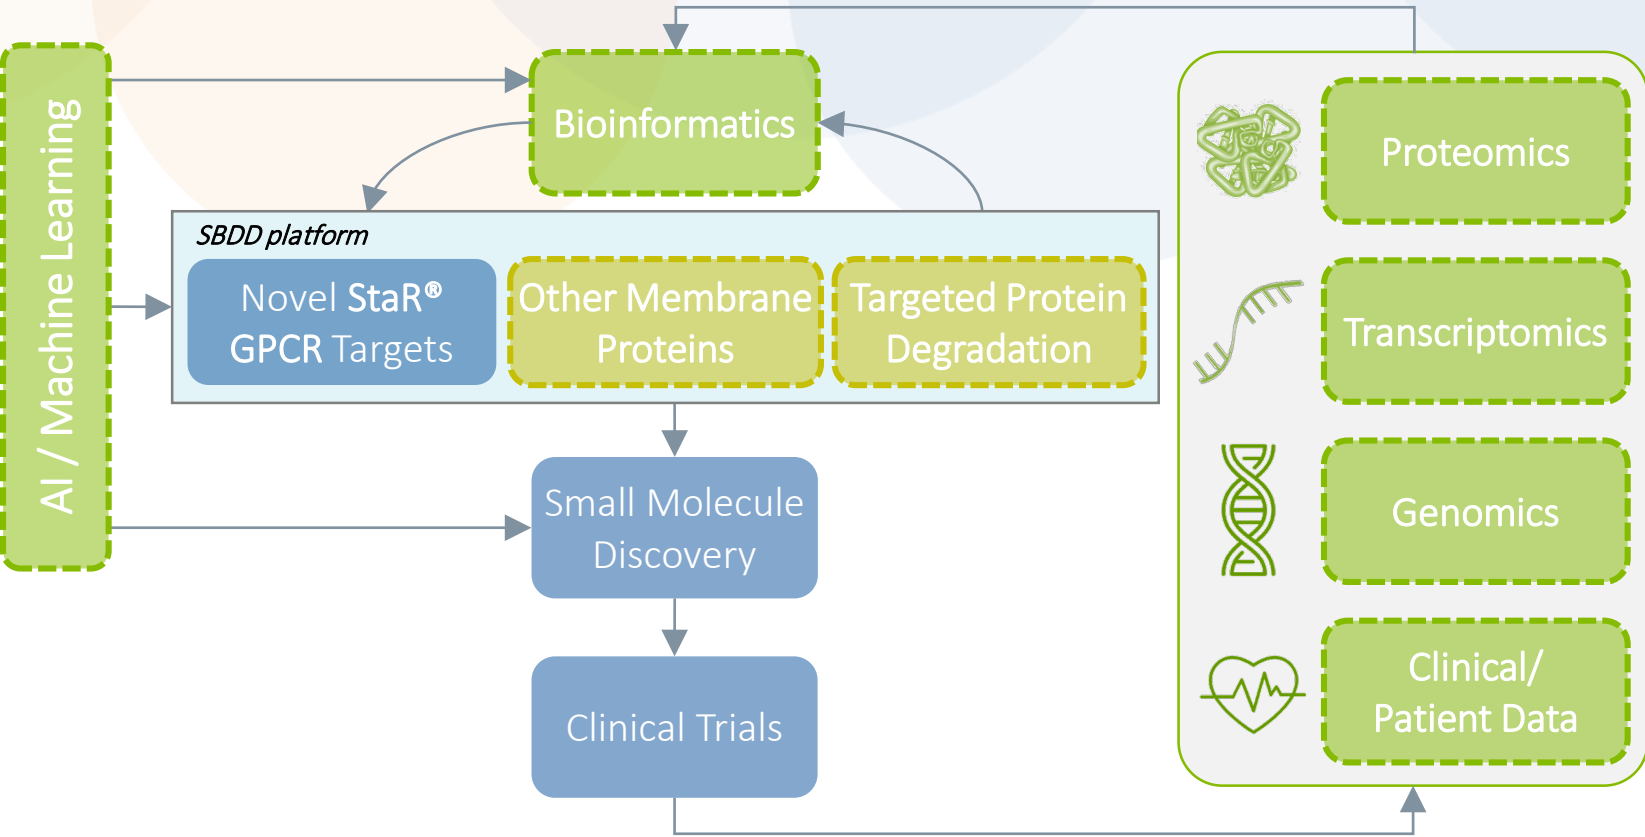 AI / Machine Learning
Bioinformatics
SBDD platform
Novel StaR®
GPCR Targets
Other Membrane
Proteins
Targeted Protein
Degradation
Small Molecule
Discovery
Clinical Trials
Proteomics
Transcriptomics
Genomics
Clinical/
Patient Data